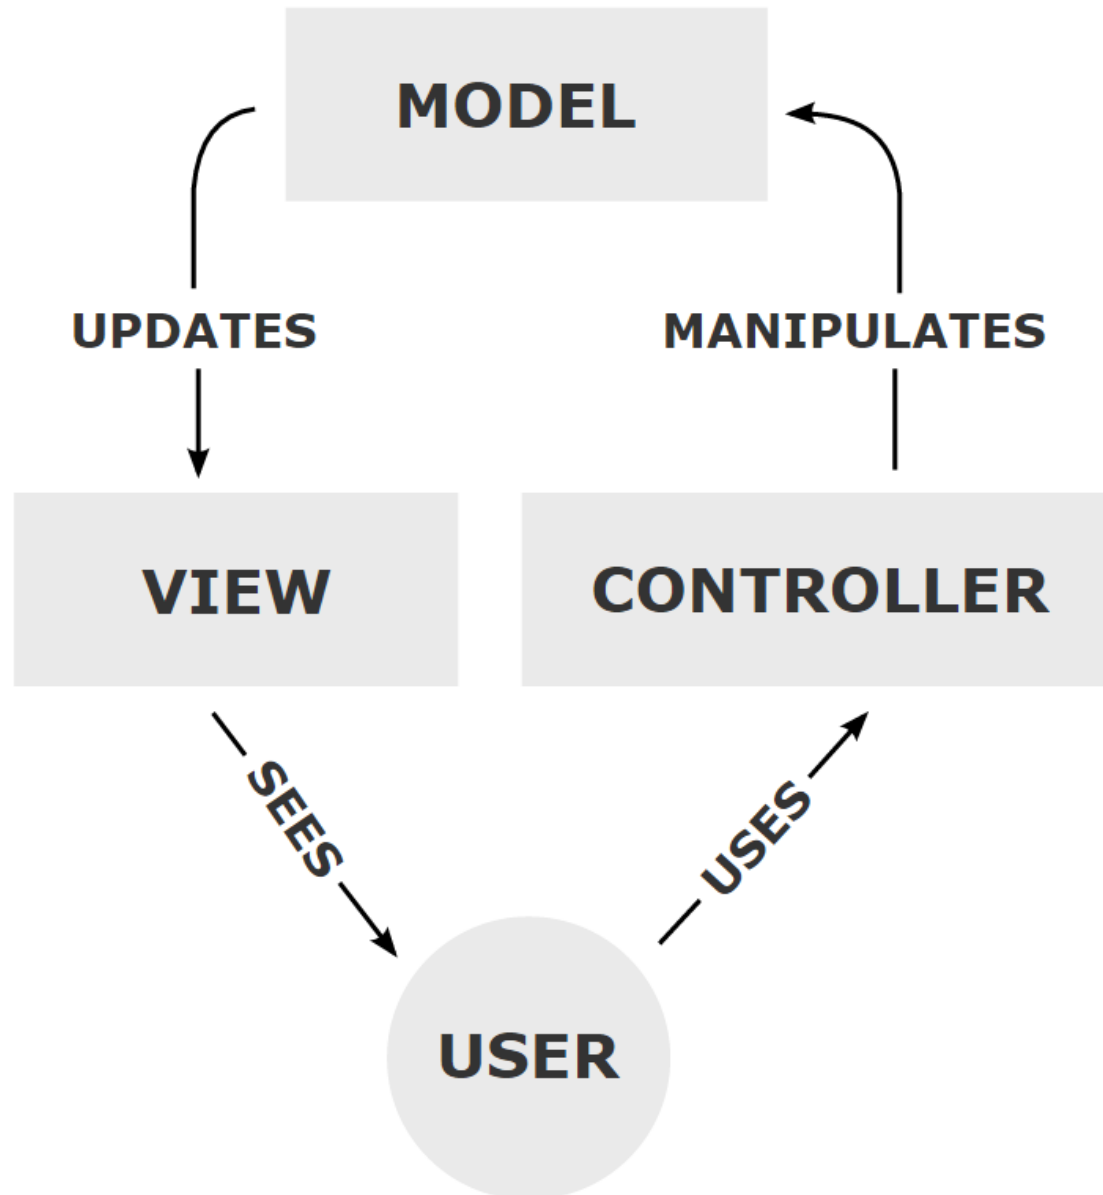 MODEL
UPDATES
MANIPULATES
VIEW
CONTROLLER
SEES
USES
USER